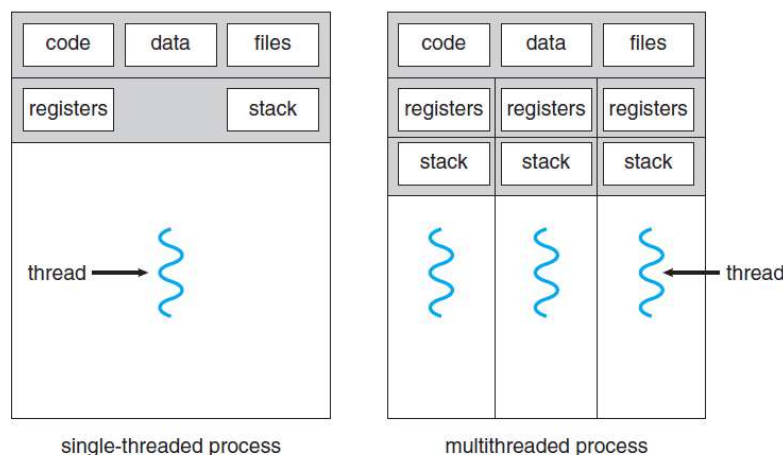 code data files
registers stack
thread
single-threaded process
code data files
registers registers registers
stack stack stack
thread
multithreaded process